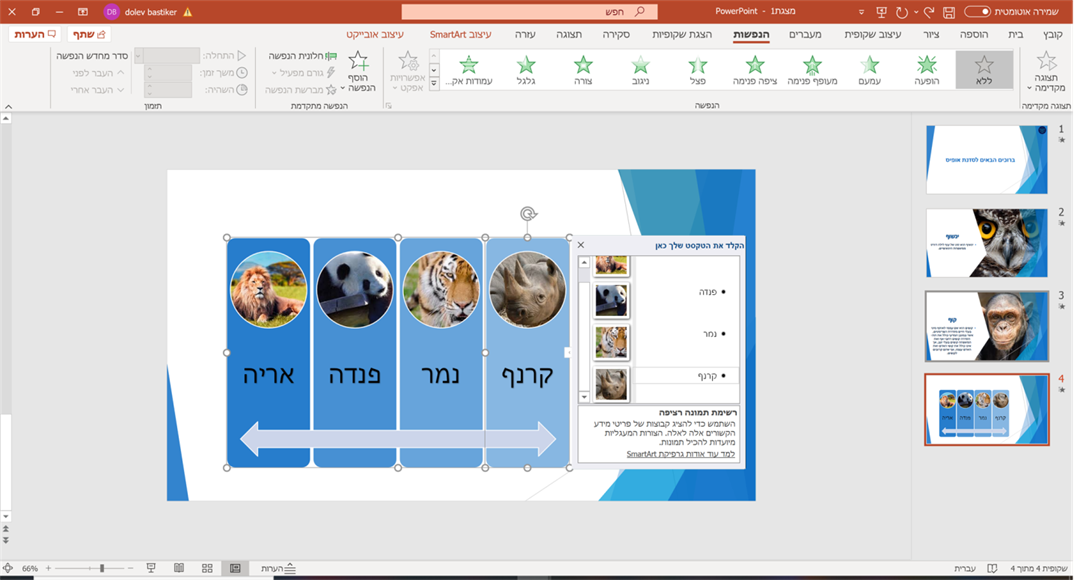 שמירה אוטומטית
מצגת1 - PowerPoint
חפש
dolev bastiker
DB
קובץ
בית
הוספה
ציור
עיצוב שקופית
מעברים
הנפשות
הצגת שקופיות
סקירה
תצוגה
עזרה
עיצוב SmartArt
עיצוב אובייקט
שתף
הערות
תצוגה
מקדימה
תצוגה מקדימה
ללא
הופעה
עמעם
מעופף פנימה
ציפה פנימה
פצל
ניגוב
צורה
גלגל
עמודות אק...
הנפשה
אפשרויות
אפקט
הוסף
הנפשה
חלונית הנפשה
גורם מפעיל
מברשת הנפשה
הנפשה מתקדמת
התחלה:
משך זמן:
השהיה:
סדר מחדש הנפשה
העבר לפני
העבר אחרי
תזמון
1
ברוכים הבאים לסדנת אופיס
2
ינשוף
3
קוף
4
קרנף
נמר
פנדה
אריה
הקלד את הטקסט שלך כאן
פנדה
נמר
קרנף
רשימת תמונה רציפה
השתמש כדי להציג קבוצות של פריטי מידע
הקשורים אלה לאלה. הצורות המעגליות
מיועדות להכיל תמונות.
למד עוד אודות גרפיקת SmartArt
קרנף
נמר
פנדה
אריה
שקופית 4 מתוך 4
עברית
הערות
66%